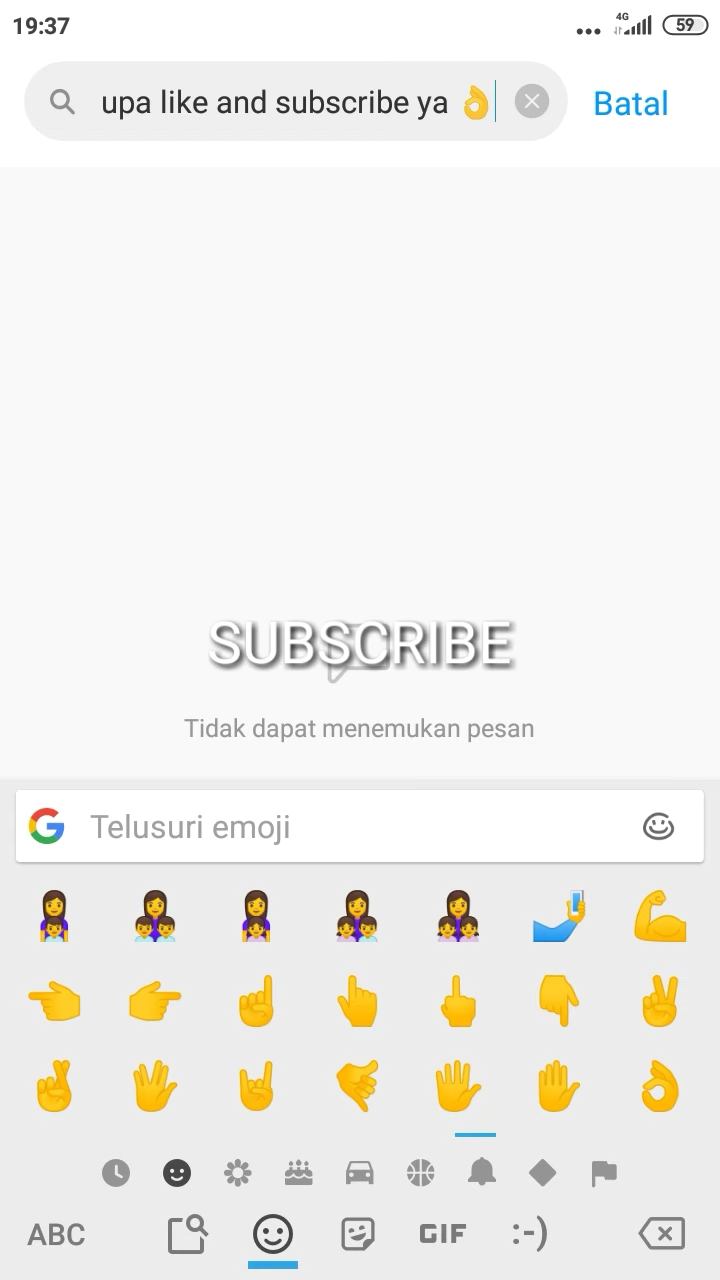 19:37
4G
59
upa like and subscribe ya 👌
Batal
SUBSCRIBE
Tidak dapat menemukan pesan
G
Telusuri emoji
ABC
GIF
:-)